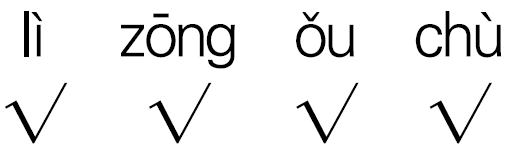 lì zōng ǒu chù
√ √ √ √